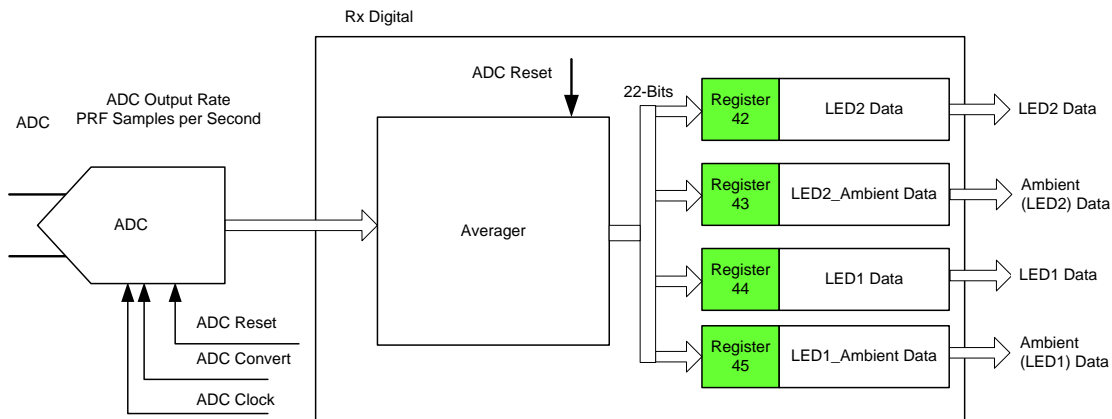 Rx Digital
ADC Output Rate
PRF Samples per Second
ADC
ADC
ADC Reset
ADC Convert
ADC Clock
ADC Reset
Averager
22-Bits
Register
42
LED2 Data
LED2 Data
Register
43
LED2_Ambient Data
Ambient
(LED2) Data
Register
44
LED1 Data
LED1 Data
Register
45
LED1_Ambient Data
Ambient
(LED1) Data